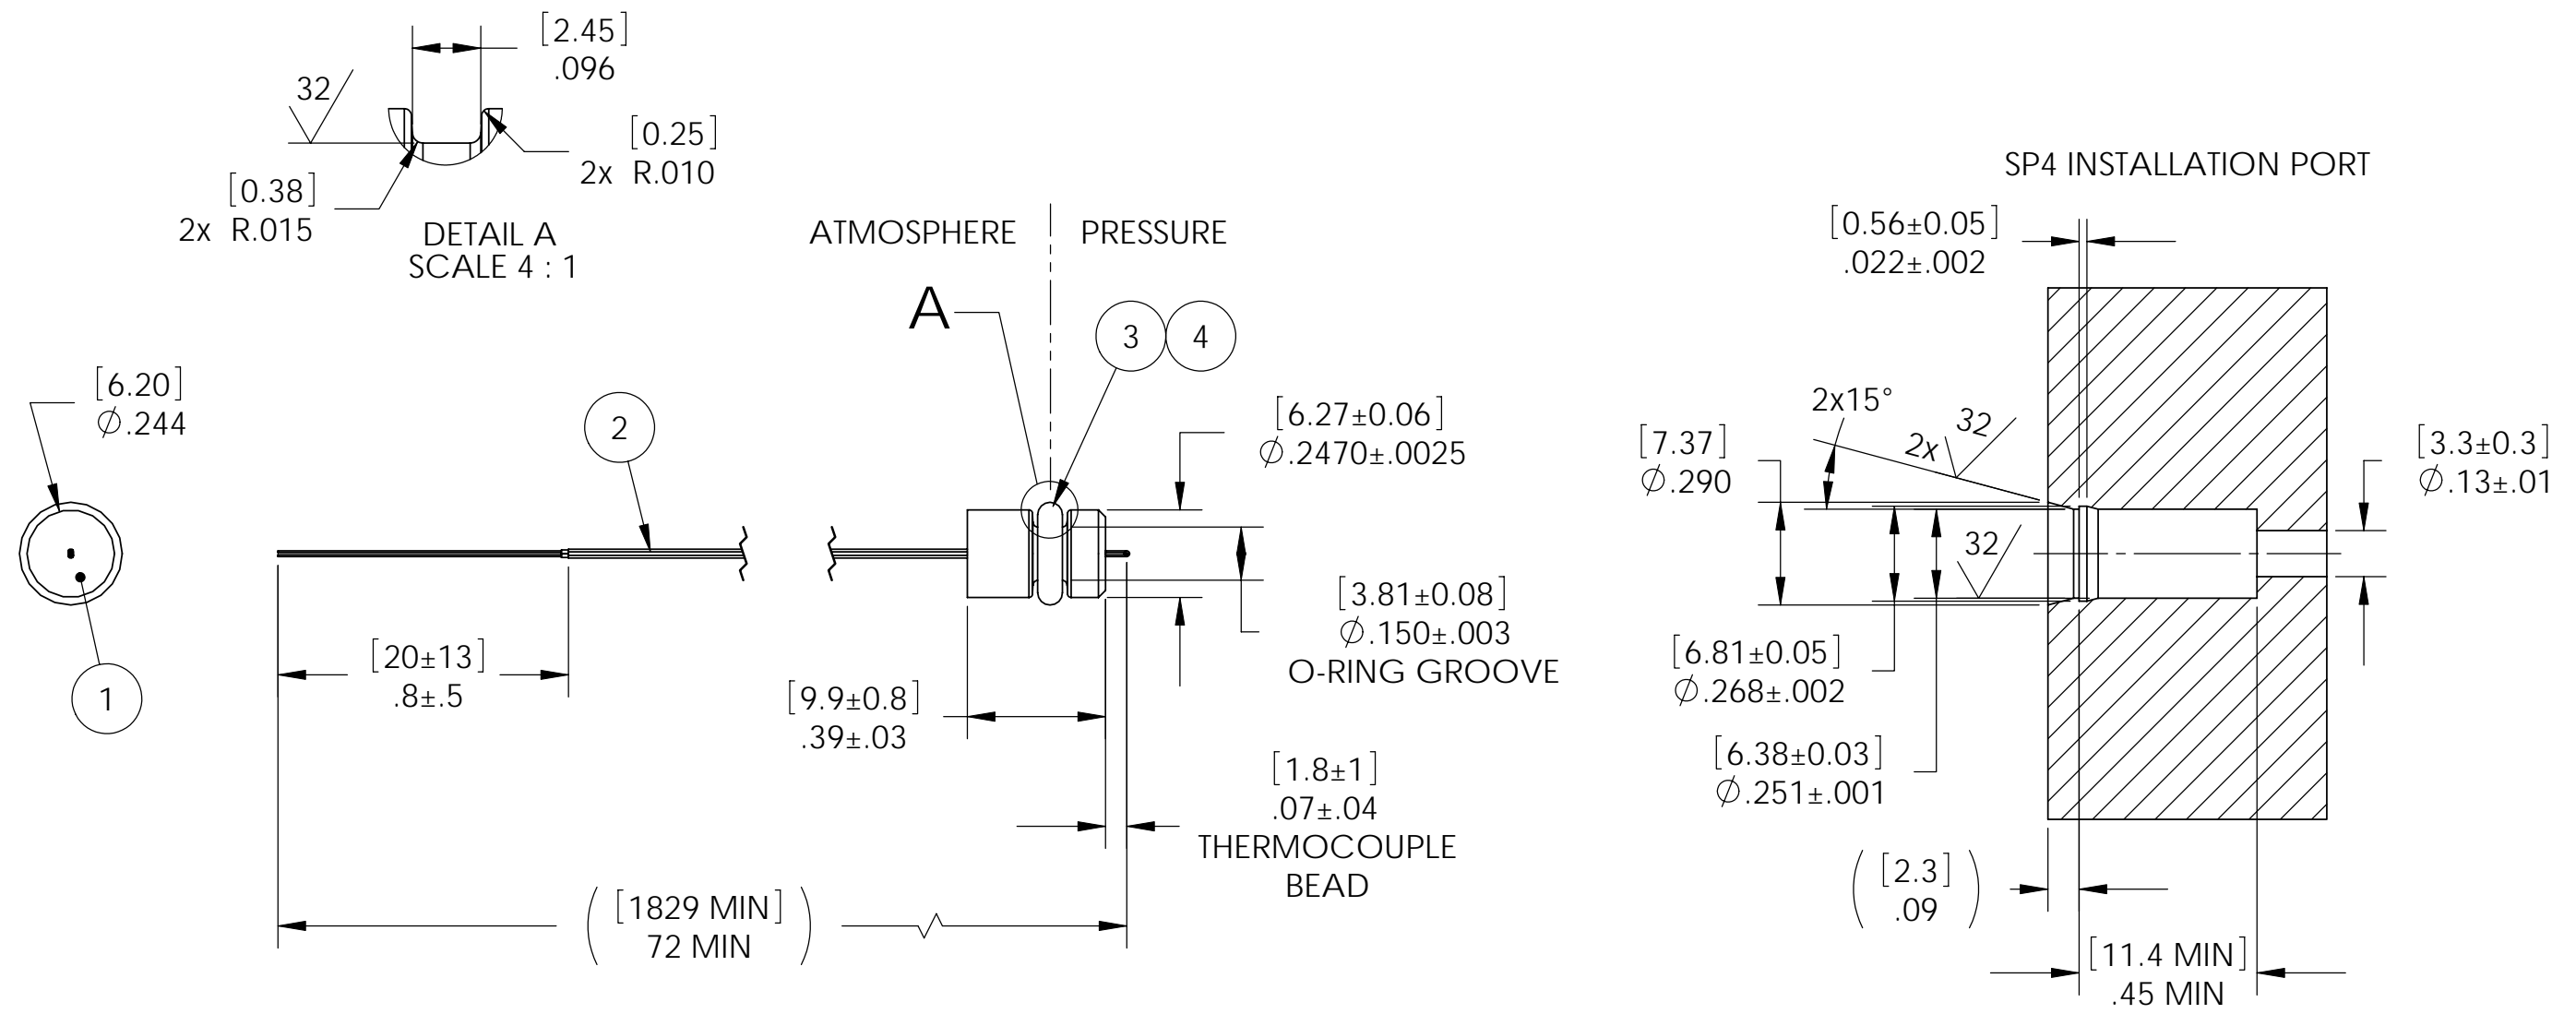 [2.45]
.096
32
[0.25]
2x R.010
[0.38]
2x R.015
DETAIL A
SCALE 4 : 1
ATMOSPHERE
PRESSURE
A
3
4
[6.20]
∅.244
2
1
[6.27±0.06]
∅.2470±.0025
[3.81±0.08]
∅.150±.003
O-RING GROOVE
[20±13]
.8±.5
[9.9±0.8]
.39±.03
[1.8±1]
.07±.04
THERMOCOUPLE
BEAD
([1829 MIN]
72 MIN)
SP4 INSTALLATION PORT
[0.56±0.05]
.022±.002
2x15°
2x 32
[7.37]
∅.290
[3.3±0.3]
∅.13±.01
32
[6.81±0.05]
∅.268±.002
[6.38±0.03]
∅.251±.001
([2.3]
.09)
[11.4 MIN]
.45 MIN